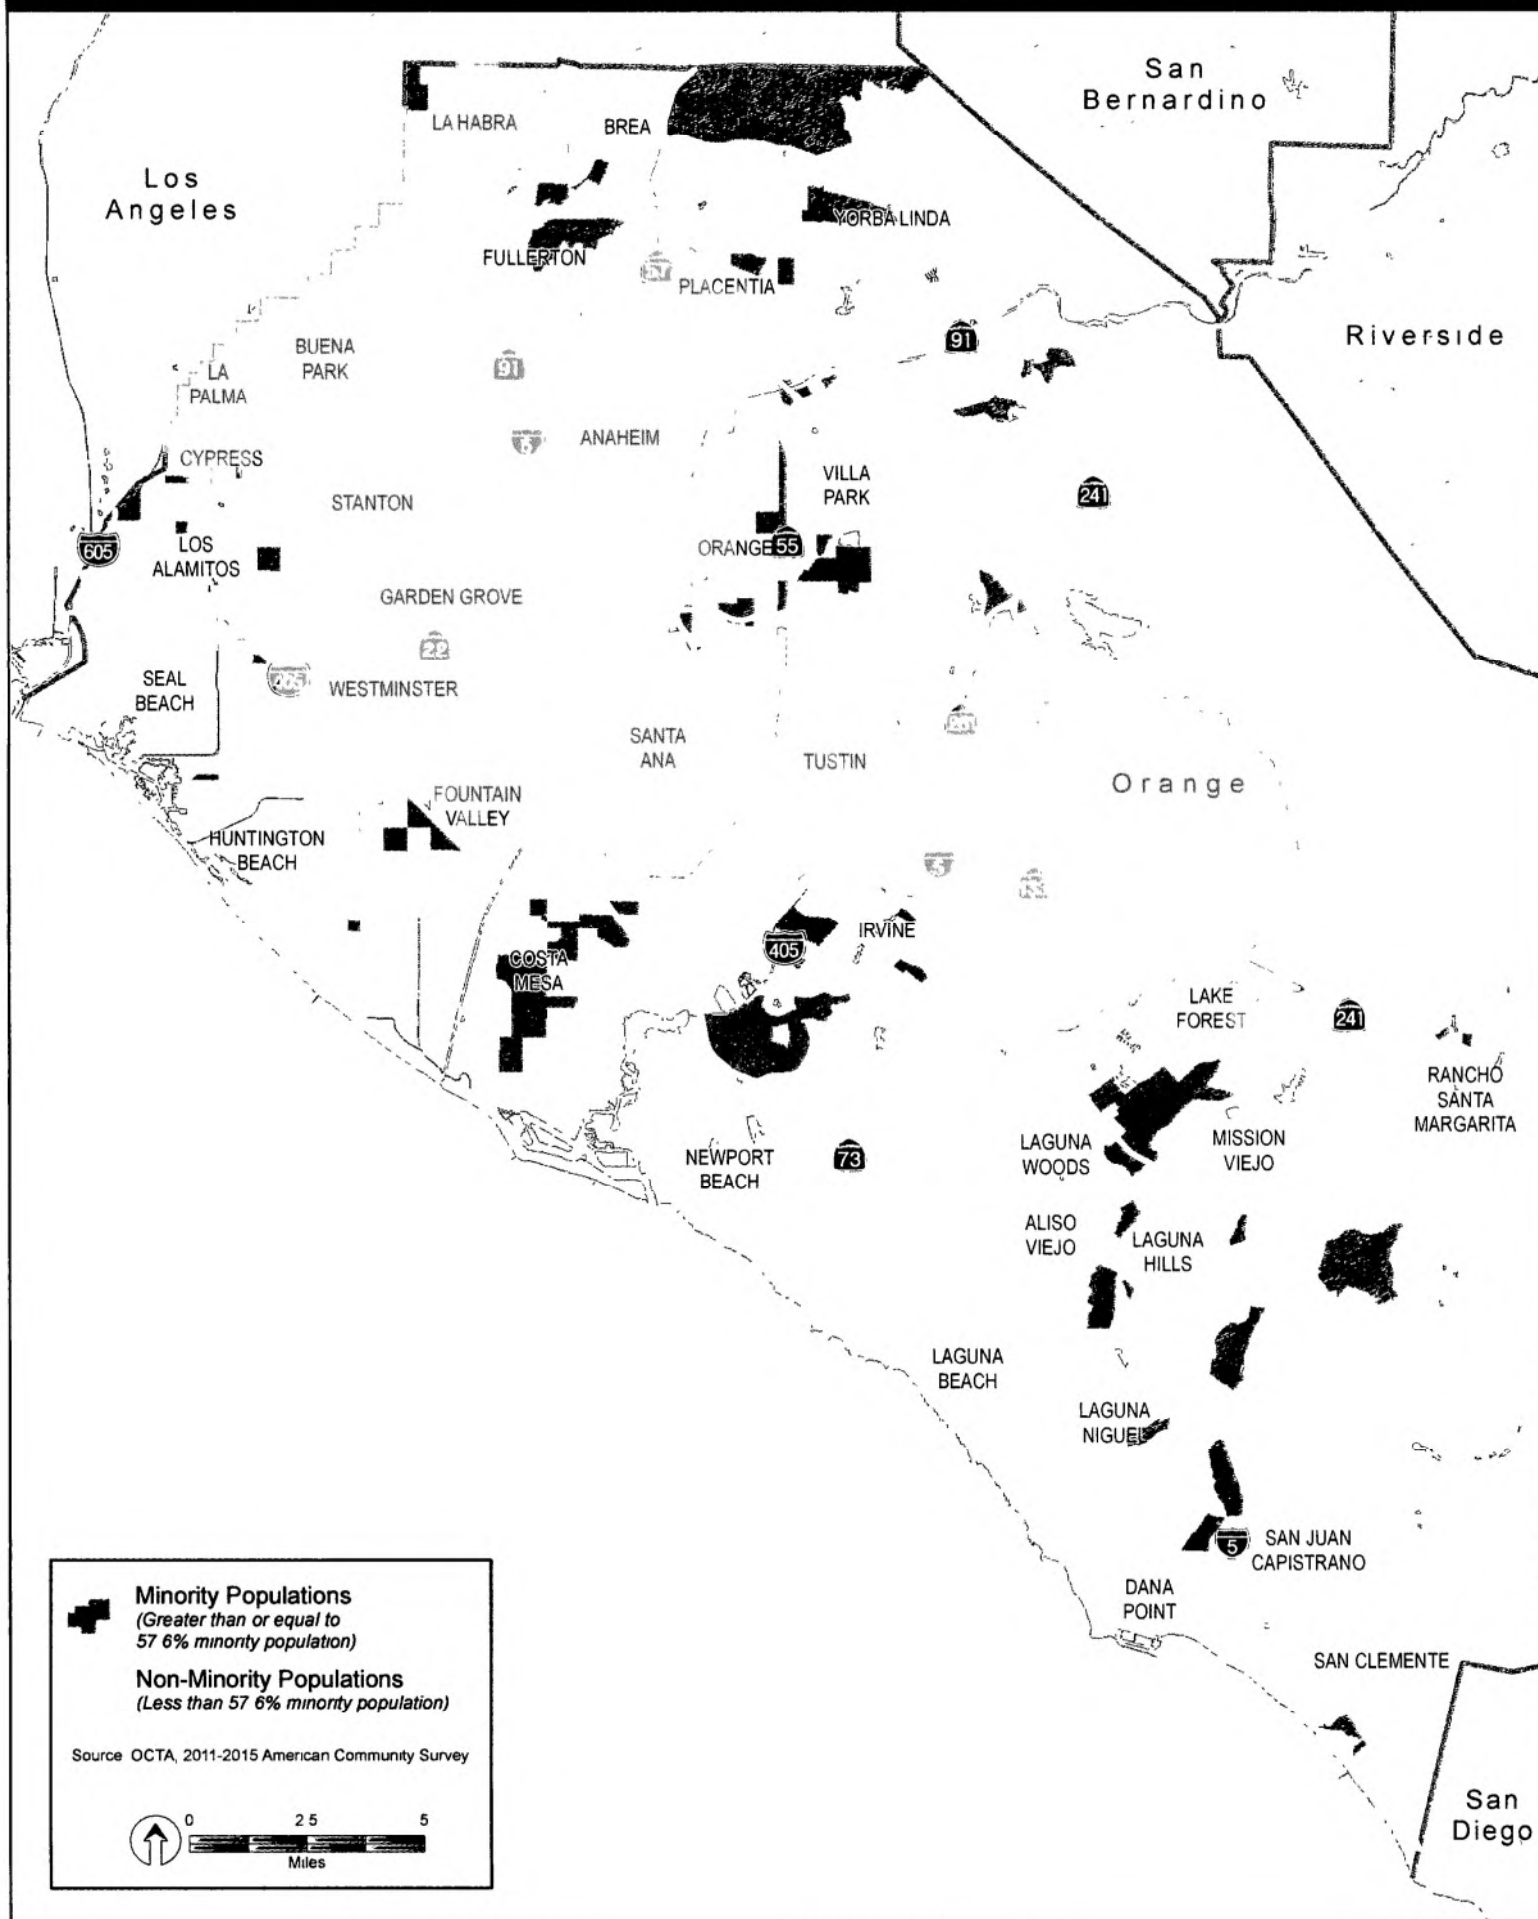 San
Bernardino
LA HABRA
BREA
Los
Angeles
YORBA LINDA
FULLERTON
57
PLACENTIA
91
Riverside
BUENA
PARK
91
LA
PALMA
5
ANAHEIM
CYPRESS
VILLA
PARK
241
STANTON
605
LOS
ALAMITOS
ORANGE
55
GARDEN GROVE
22
SEAL
BEACH
405
WESTMINSTER
SANTA
ANA
TUSTIN
Orange
FOUNTAIN
VALLEY
HUNTINGTON
BEACH
5
IRVINE
405
COSTA
MESA
LAKE
FOREST
241
RANCHO
SANTA
MARGARITA
LAGUNA
WOODS
MISSION
VIEJO
NEWPORT
BEACH
73
ALISO
VIEJO
LAGUNA
HILLS
LAGUNA
BEACH
LAGUNA
NIGUEL
5
SAN JUAN
CAPISTRANO
DANA
POINT
SAN CLEMENTE
San
Diego
Minority Populations
(Greater than or equal to
57 6% minority population)
Non-Minority Populations
(Less than 57 6% minority population)
Source OCTA, 2011-2015 American Community Survey
0 2 5 5
Miles